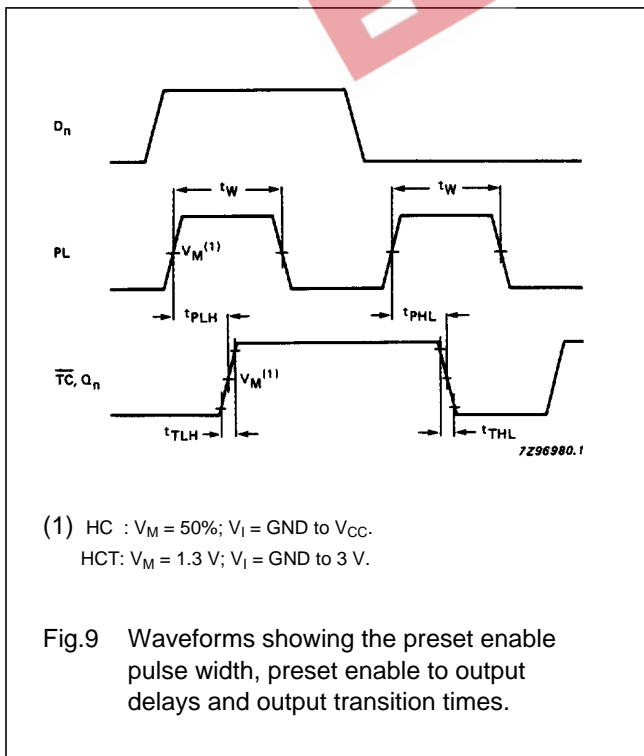 Dn
tW tW
PL VM(1)
tPLH tPHL
TC, Qn VM(1)
tTLH tTHL
7Z96980.1
(1) HC : VM = 50%; VI = GND to VCC.
HCT: VM = 1.3 V; VI = GND to 3 V.
Fig.9 Waveforms showing the preset enable
pulse width, preset enable to output
delays and output transition times.